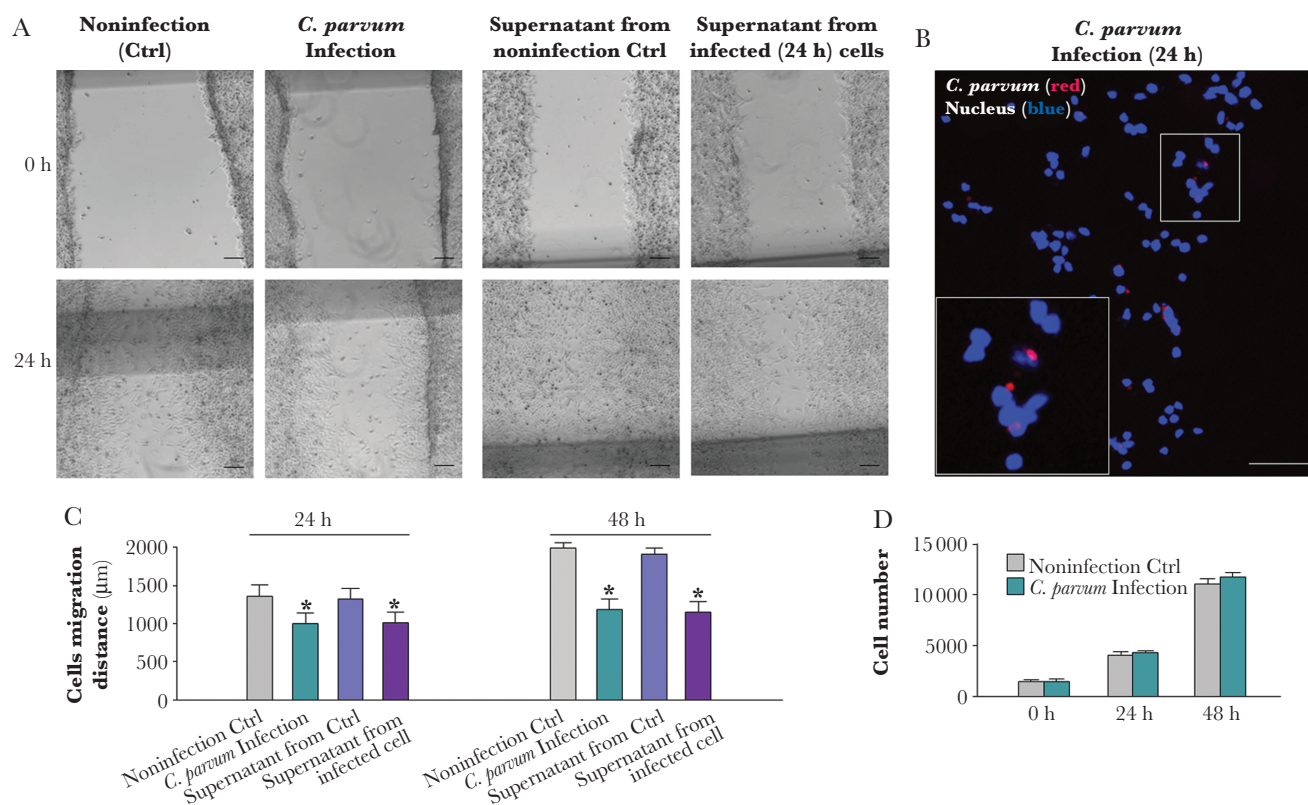 A
Noninfection
(Ctrl)
C. parvum
Infection
Supernatant from
noninfection Ctrl
Supernatant from
infected (24 h) cells
0 h
24 h
B
C. parvum
Infection (24 h)
C. parvum (red)
Nucleus (blue)
C
24 h
48 h
Cells migration
distance (μm)
2000
1500
1000
500
0
*
*
*
*
Noninfection Ctrl
C. parvum Infection
Supernatant from Ctrl
Supernatant from
infected cell
Noninfection Ctrl
C. parvum Infection
Supernatant from Ctrl
Supernatant from
infected cell
D
Cell number
15 000
10 000
5000
0
Noninfection Ctrl
C. parvum Infection
0 h
24 h
48 h